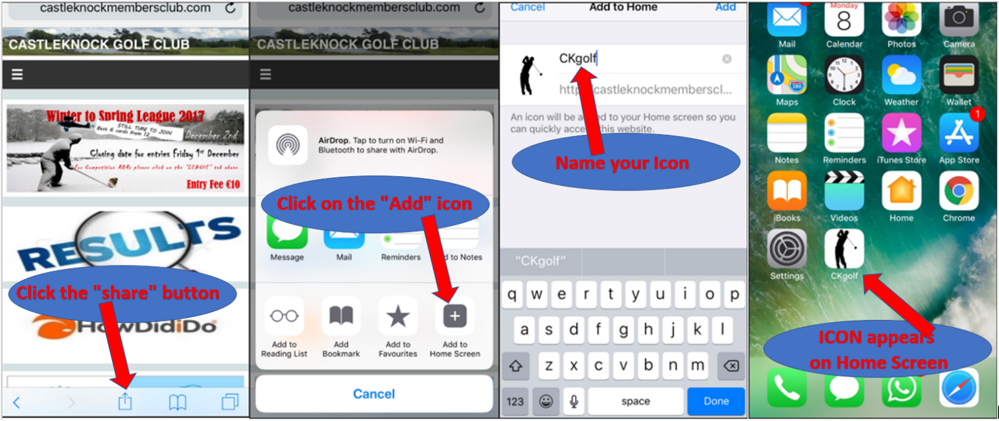 castleknockmembersclub.com
CASTLEKNOCK GOLF CLUB
Winter to Spring League 2017
STILL TIME TO JOIN
Best 6 cards from 12
December 2nd
Closing date for entries Friday 1st December
For Competition RBRs please click on the "LEAGUE" tab above
Entry Fee €10
RESULTS
Click the "share" button
HowDidiDo
castleknockmembersclub.com
CASTLEKNOCK GOLF CLUB
AirDrop. Tap to turn on Wi-Fi and
Bluetooth to share with AirDrop.
Click on the "Add" icon
Message
Mail
Reminders
to Notes
Add to
Reading List
Add
Bookmark
Add to
Favourites
Add to
Home Screen
Cancel
Cancel
Add to Home
Add
CKgolf
castleknockmemberscl...
An icon will be added to your Home screen so you
can quickly access this website.
Name your Icon
"CKgolf"
q w e r t y u i o p
a s d f g h j k l
z x c v b n m
123
space
Done
Monday
8
Mail
Calendar
Photos
Camera
280
Maps
Clock
Weather
Wallet
1
Notes
Reminders
iTunes Store
App Store
iBooks
Videos
Home
Chrome
Settings
CKgolf
ICON appears
on Home Screen